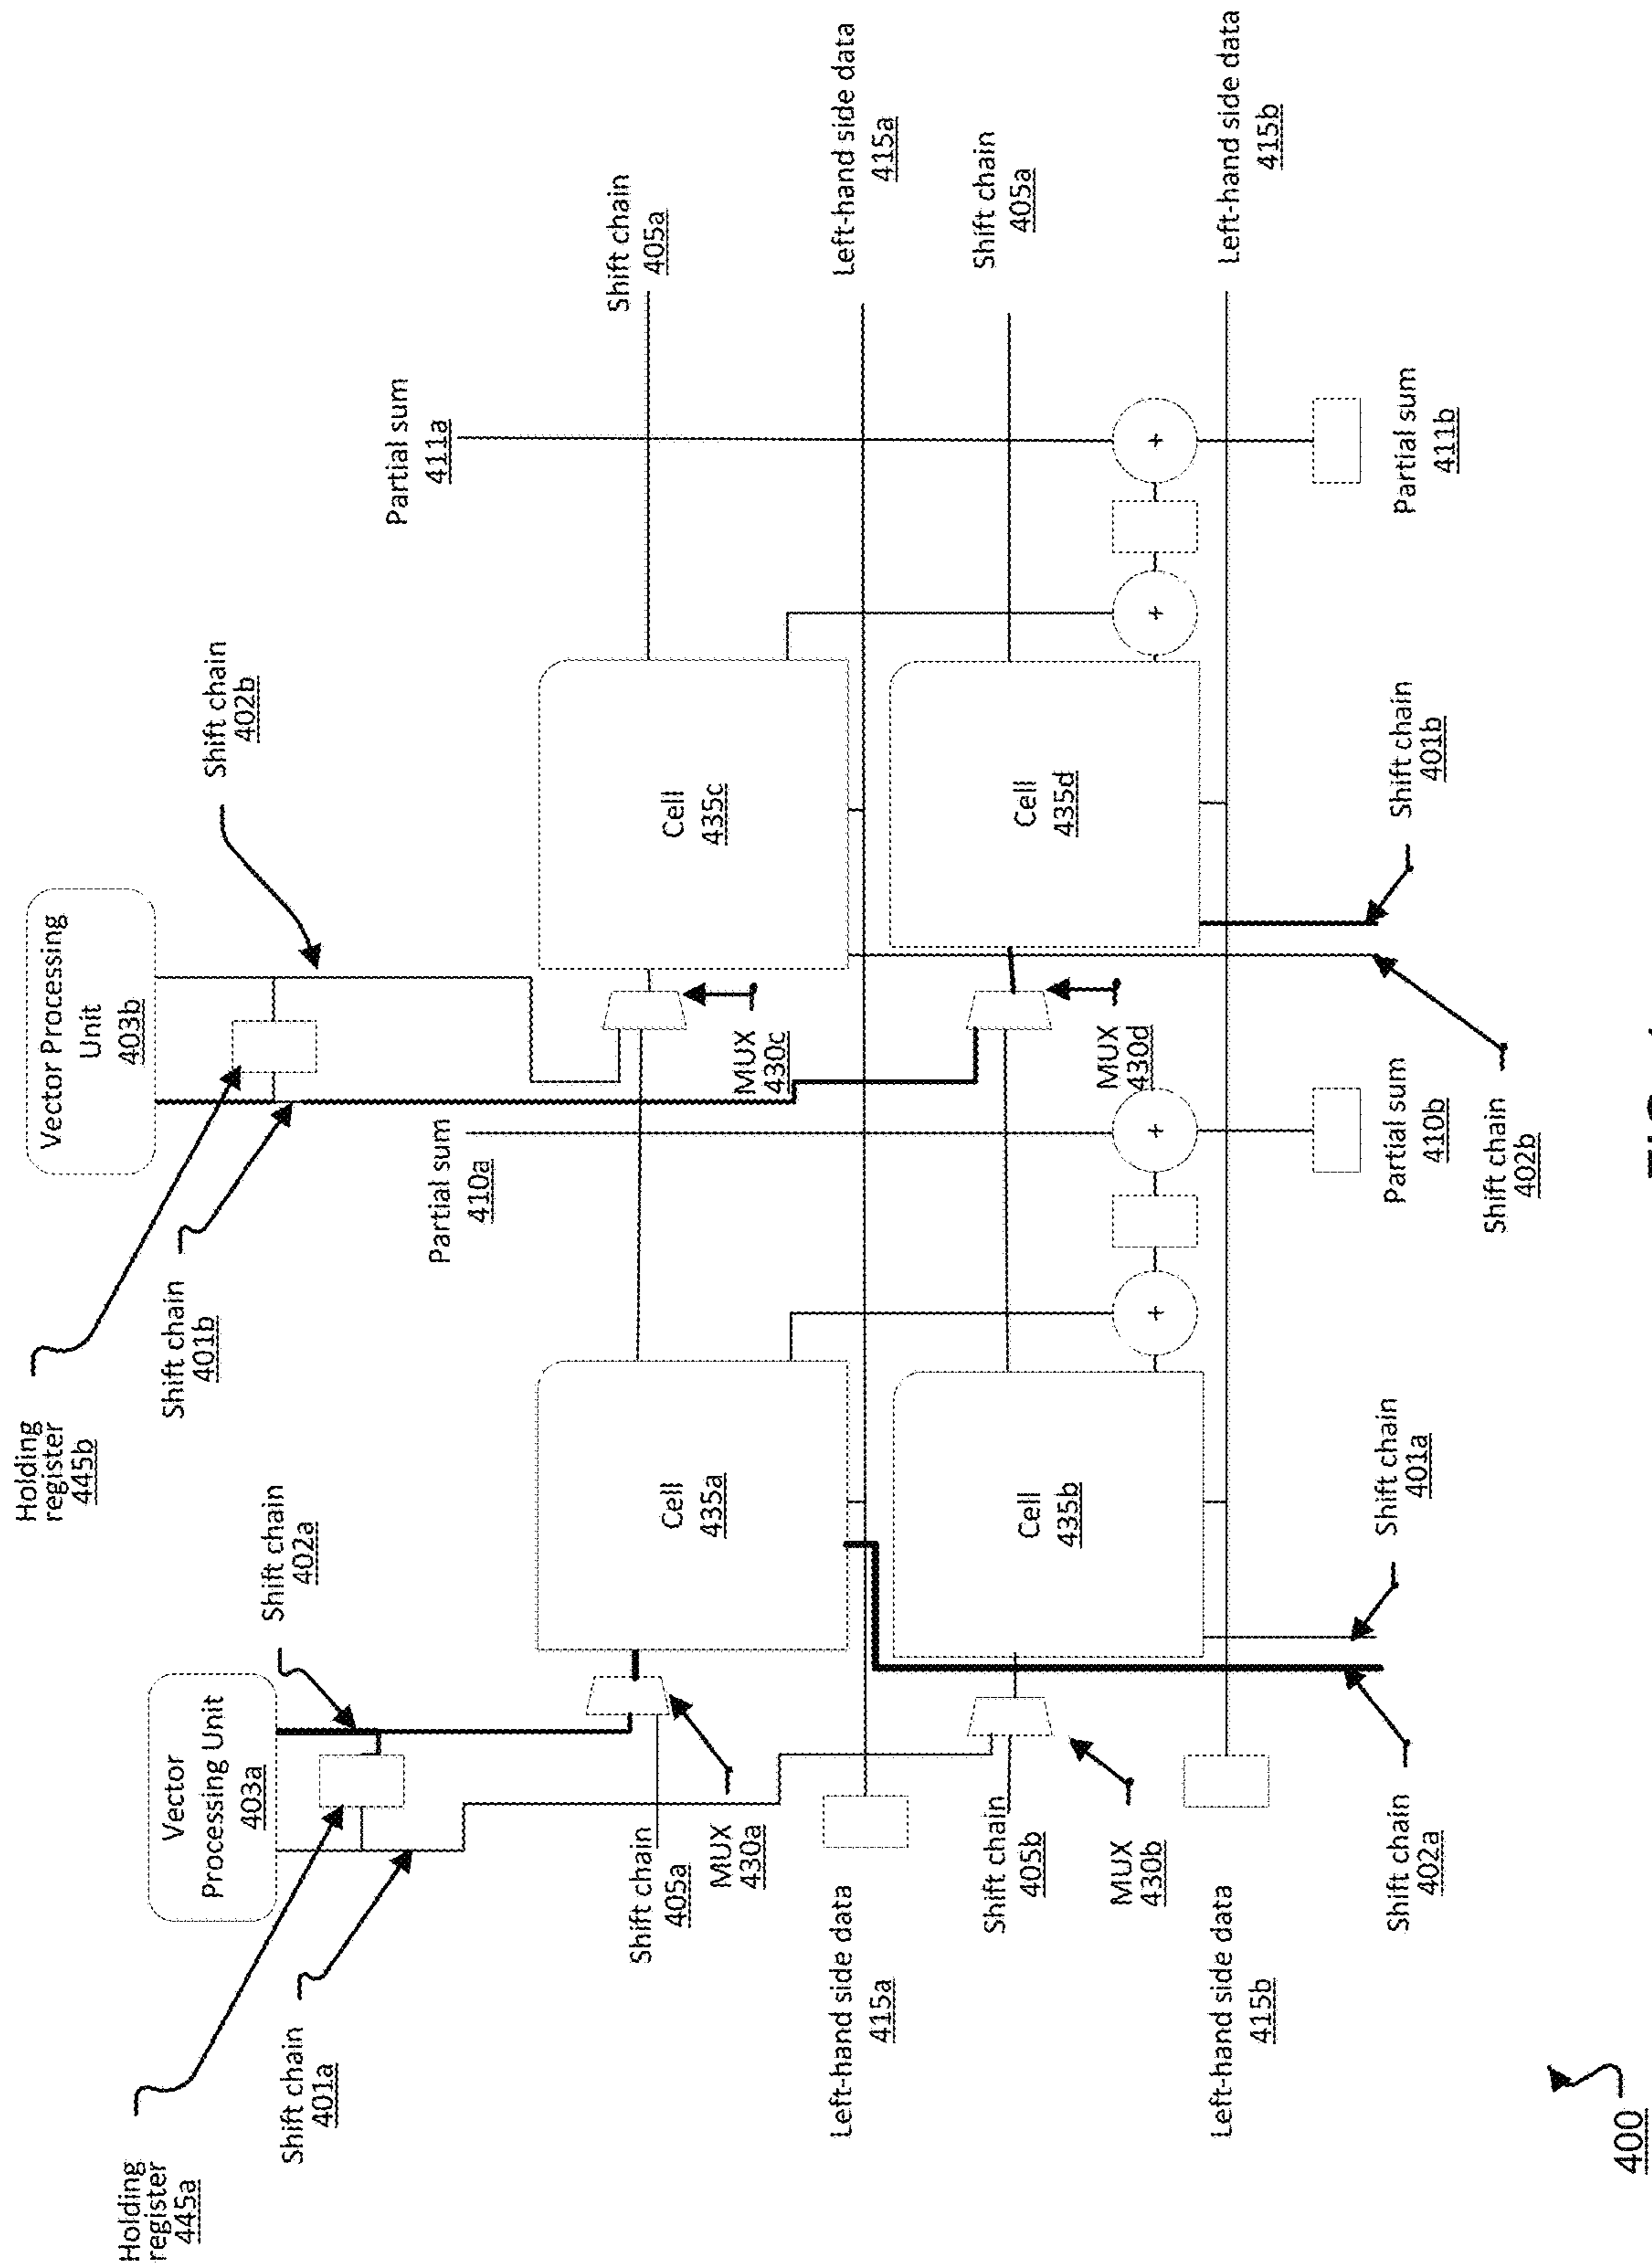 Holding
register
445b
Vector Processing
Unit
403b
Holding
register
445a
Vector
Processing Unit
403a
Shift chain
401b
Shift chain
402b
Shift chain
402a
Shift chain
401a
Partial sum
411a
Partial sum
410a
Shift chain
405a
Shift chain
405a
Cell
435a
Cell
435c
MUX
430a
MUX
430c
Left-hand side data
415a
Left-hand side data
415a
Shift chain
405b
Cell
435b
Cell
435d
Shift chain
405a
MUX
430b
MUX
430d
Left-hand side data
415b
Left-hand side data
415b
Shift chain
402a
Shift chain
401a
Partial sum
410b
Shift chain
401b
Partial sum
411b
Shift chain
402b
400